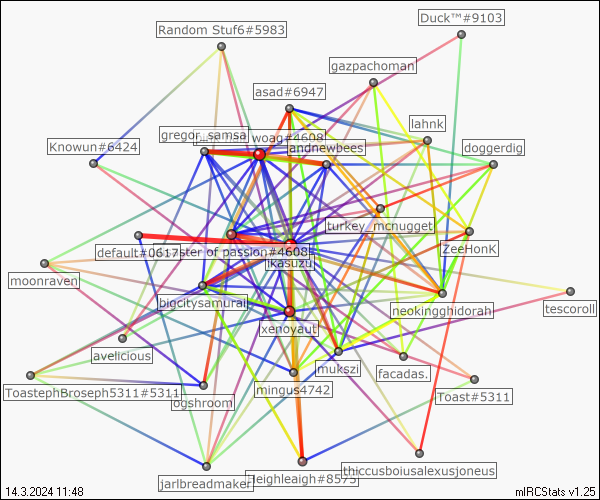 Duck™#9103
Random Stuf6#5983
gazpachoman
asad#6947
lahnk
gregor_samsa
woag#4608
andnewbees
Knowun#6424
doggerdig
turkey_mcnugget
ZeeHonK
default#0617
ster of passion#4608
Kasuzu
moonraven
bigcitysamurai
neokingghidorah
tescoroll
xenoyaut
avelicious
mukszi
facadas.
mingus4742
ToastephBroseph5311#5311
ogshroom
Toast#5311
thiccusboiusalexusjoneus
jarlbreadmaker
leighleagh#8575
14.3.2024 11:48
mIRCStats v1.25